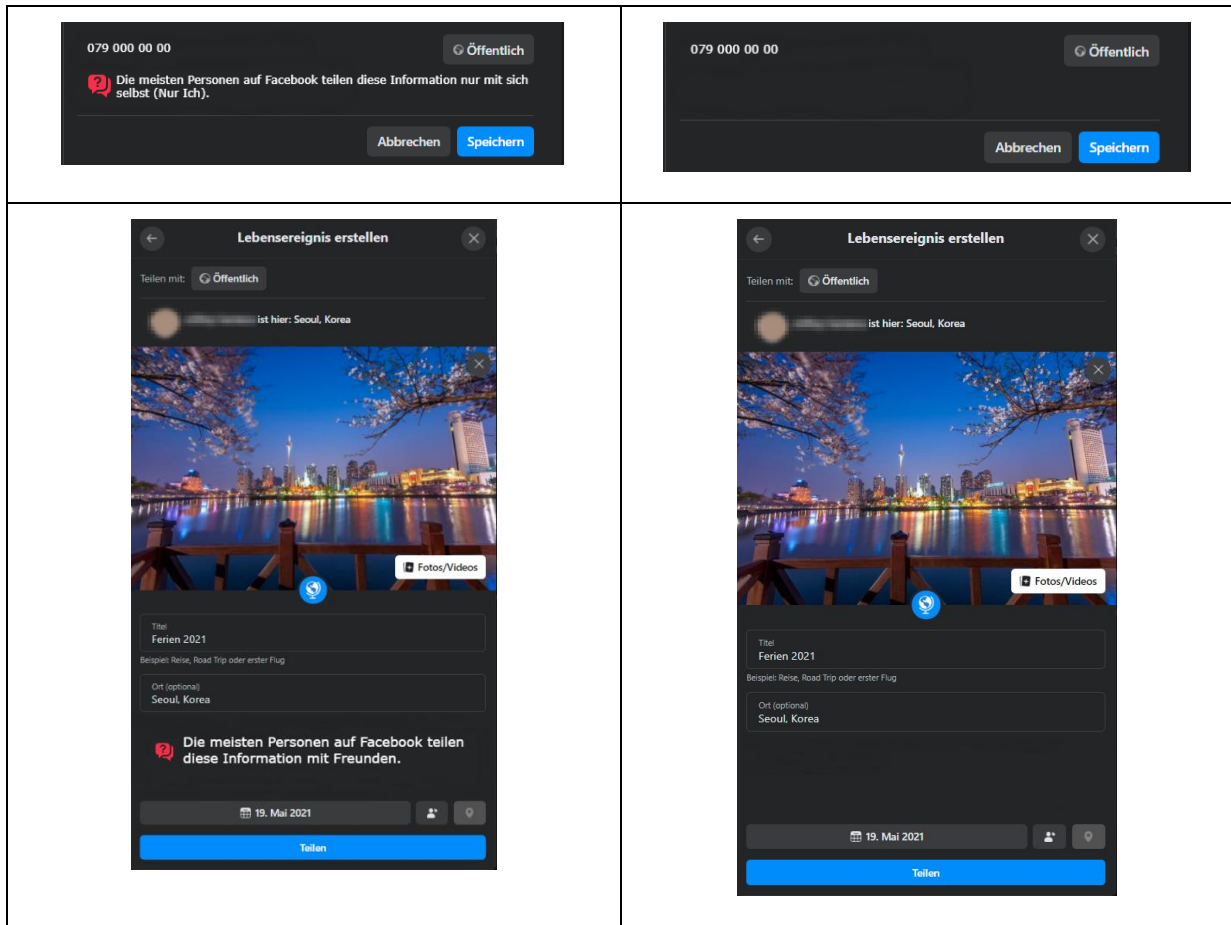 079 000 00 00
Öffentlich
Die meisten Personen auf Facebook teilen diese Information nur mit sich
selbst (Nur Ich).
Abbrechen Speichern
079 000 00 00
Öffentlich
Abbrechen Speichern
Lebensereignis erstellen
Teilen mit: Öffentlich
ist hier: Seoul, Korea
Fotos/Videos
Titel
Ferien 2021
Beispiel: Reise, Road Trip oder erster Flug
Ort (optional)
Seoul, Korea
Die meisten Personen auf Facebook teilen
diese Information mit Freunden.
19. Mai 2021
Teilen
Lebensereignis erstellen
Teilen mit: Öffentlich
ist hier: Seoul, Korea
Fotos/Videos
Titel
Ferien 2021
Beispiel: Reise, Road Trip oder erster Flug
Ort (optional)
Seoul, Korea
19. Mai 2021
Teilen